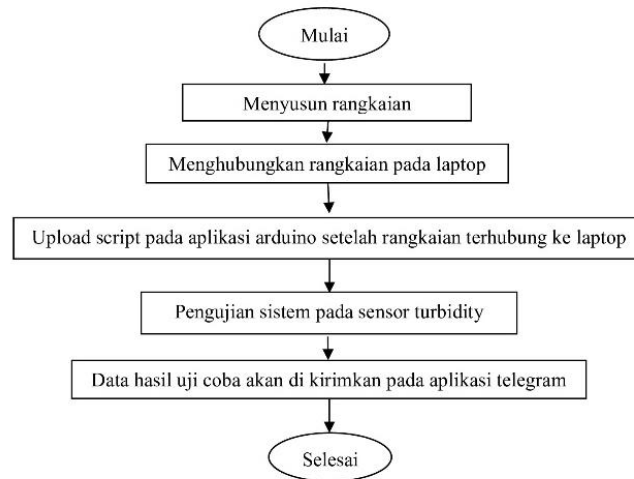 Mulai
Menyusun rangkaian
Menghubungkan rangkaian pada laptop
Upload script pada aplikasi arduino setelah rangkaian terhubung ke laptop
Pengujian sistem pada sensor turbidity
Data hasil uji coba akan di kirimkan pada aplikasi telegram
Selesai